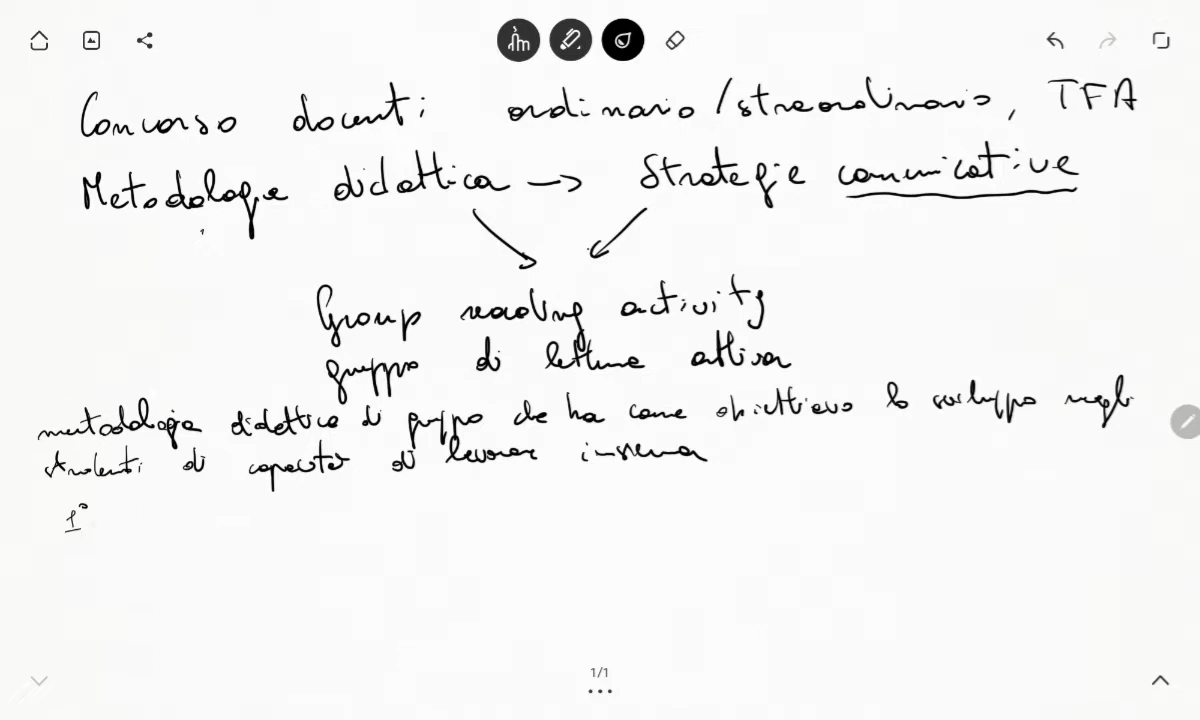 Concorso docenti ordinario/straordinario, TFA
Metodologie didattica → Strategie comunicative
Group reading activity
gruppo di lettura attiva
metodologia didattica di gruppo che ha come obiettivo lo sviluppo negli
studenti di capacità di lavorare insieme
1°
1/1